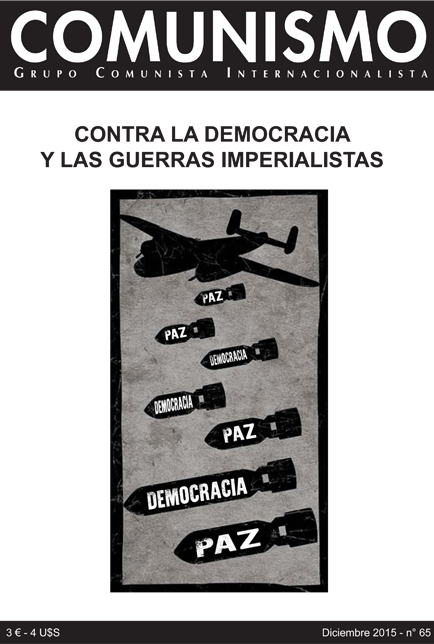 COMUNISMO
GRUPO COMUNISTA INTERNACIONALISTA
CONTRA LA DEMOCRACIA
Y LAS GUERRAS IMPERIALISTAS
PAZ
PAZ
DEMOCRACIA
DEMOCRACIA
PAZ
DEMOCRACIA
PAZ
3 € - 4 U$S
Diciembre 2015 - n° 65